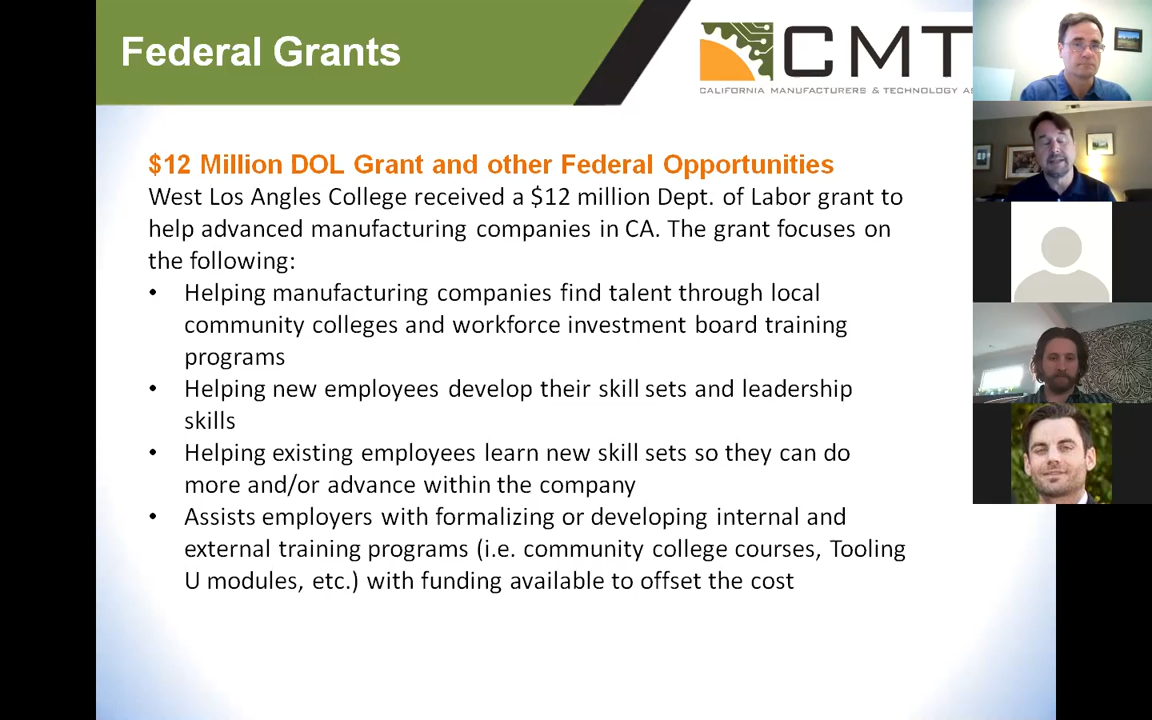 Federal Grants
CMT
CALIFORNIA MANUFACTURERS & TECHNOLOGY
$12 Million DOL Grant and other Federal Opportunities
West Los Angles College received a $12 million Dept. of Labor grant to
help advanced manufacturing companies in CA. The grant focuses on
the following:
• Helping manufacturing companies find talent through local
community colleges and workforce investment board training
programs
• Helping new employees develop their skill sets and leadership
skills
• Helping existing employees learn new skill sets so they can do
more and/or advance within the company
• Assists employers with formalizing or developing internal and
external training programs (i.e. community college courses, Tooling
U modules, etc.) with funding available to offset the cost